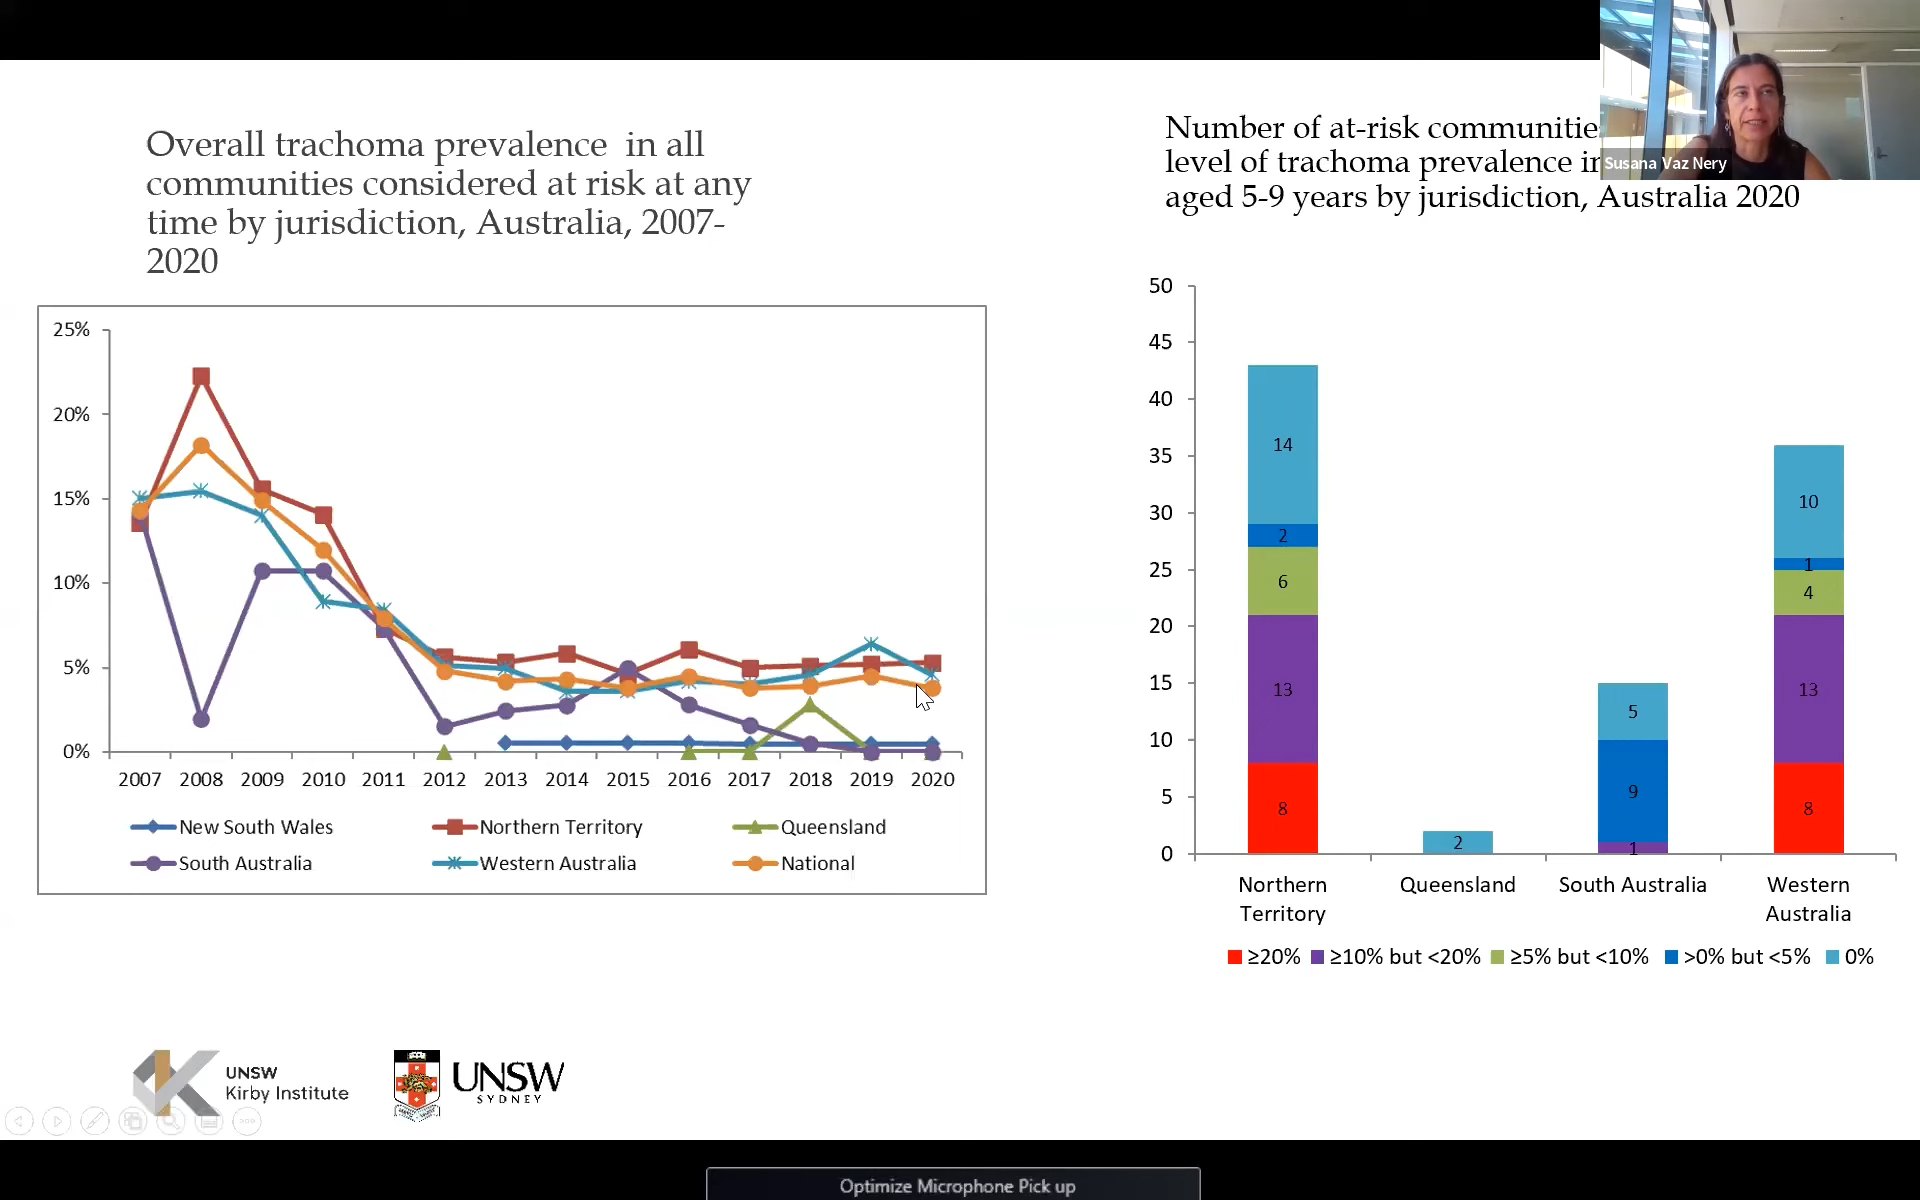 Overall trachoma prevalence in all
communities considered at risk at any
time by jurisdiction, Australia, 2007-
2020
25%
20%
15%
10%
5%
0%
2007 2008 2009 2010 2011 2012 2013 2014 2015 2016 2017 2018 2019 2020
New South Wales Northern Territory Queensland
South Australia Western Australia National
Number of at-risk communitie
level of trachoma prevalence in
aged 5-9 years by jurisdiction, Australia 2020
Susana Vaz Nery
50
45
40
35
30
25
20
15
10
5
0
14
2
6
13
8
2
5
9
1
10
1
4
13
8
Northern
Territory
Queensland
South Australia
Western
Australia
≥20% ≥10% but <20% ≥5% but <10% >0% but <5% 0%
UNSW
Kirby Institute
UNSW
SYDNEY
Optimize Microphone Pick up